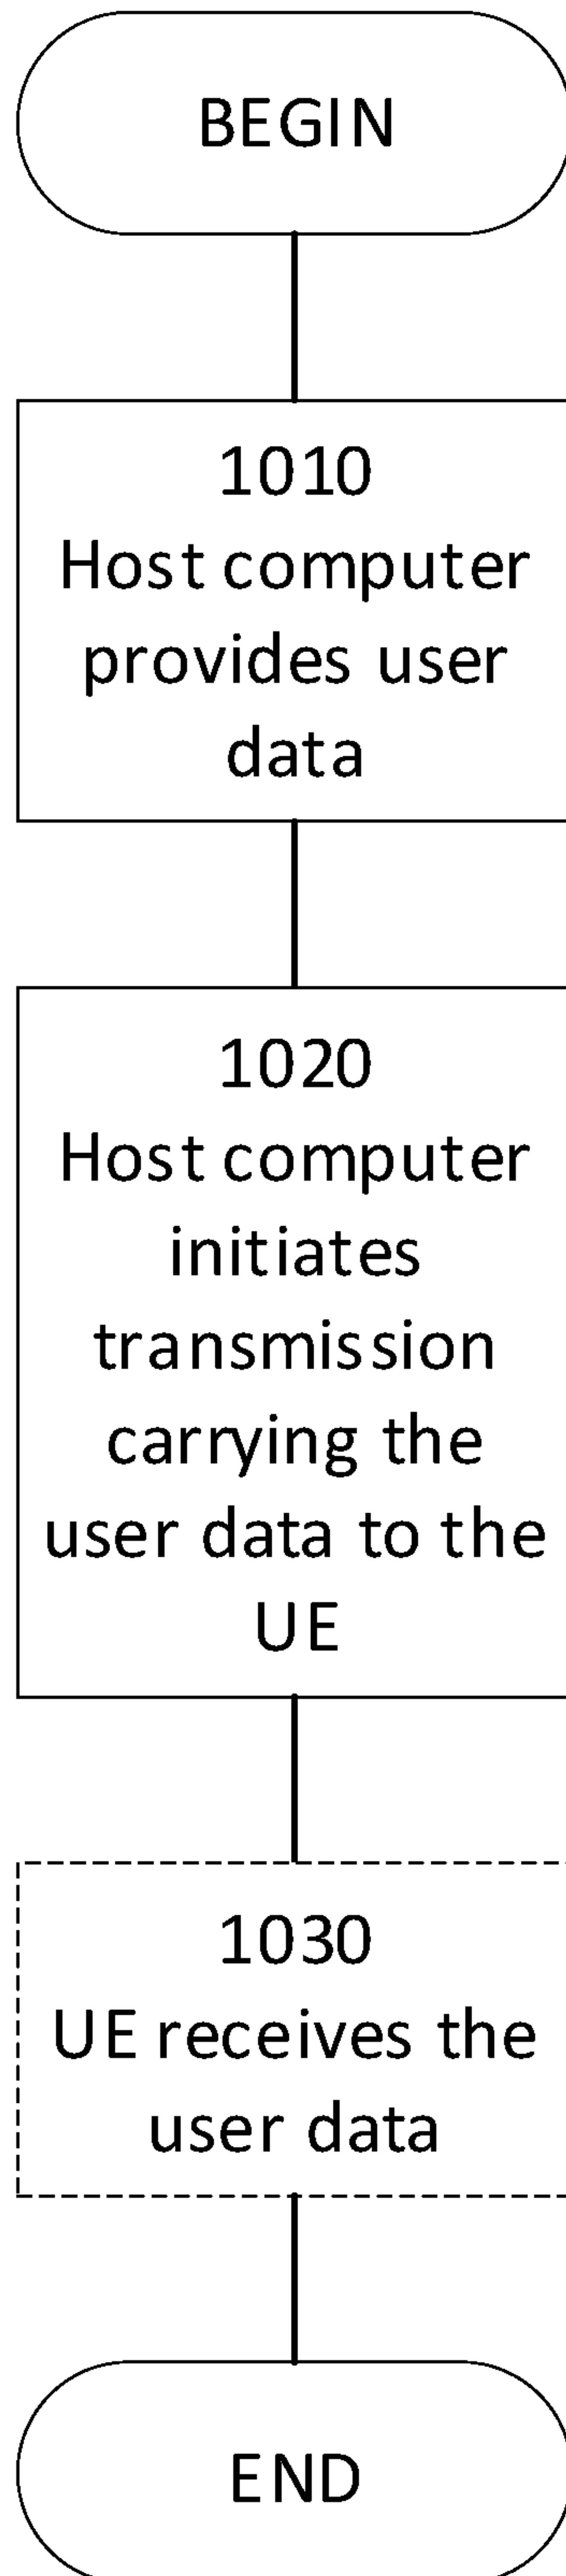 BEGIN
1010
Host computer
provides user
data
1020
Host computer
initiates
transmission
carrying the
user data to the
UE
1030
UE receives the
user data
END